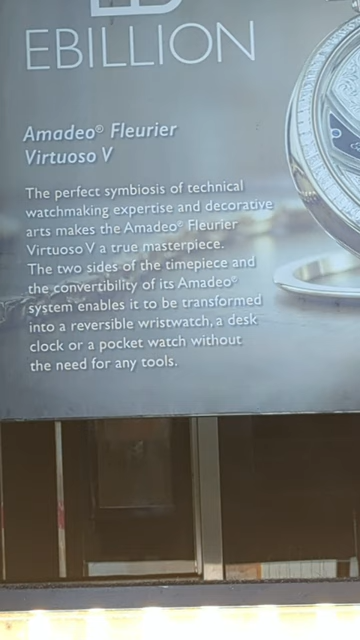 EBILLION
Amadeo® Fleurier
Virtuoso V
The perfect symbiosis of technical
watchmaking expertise and decorative
arts makes the Amadeo® Fleurier
Virtuoso V a true masterpiece.
The two sides of the timepiece and
the convertibility of its Amadeo®
system enables it to be transformed
into a reversible wristwatch, a desk
clock or a pocket watch without
the need for any tools.